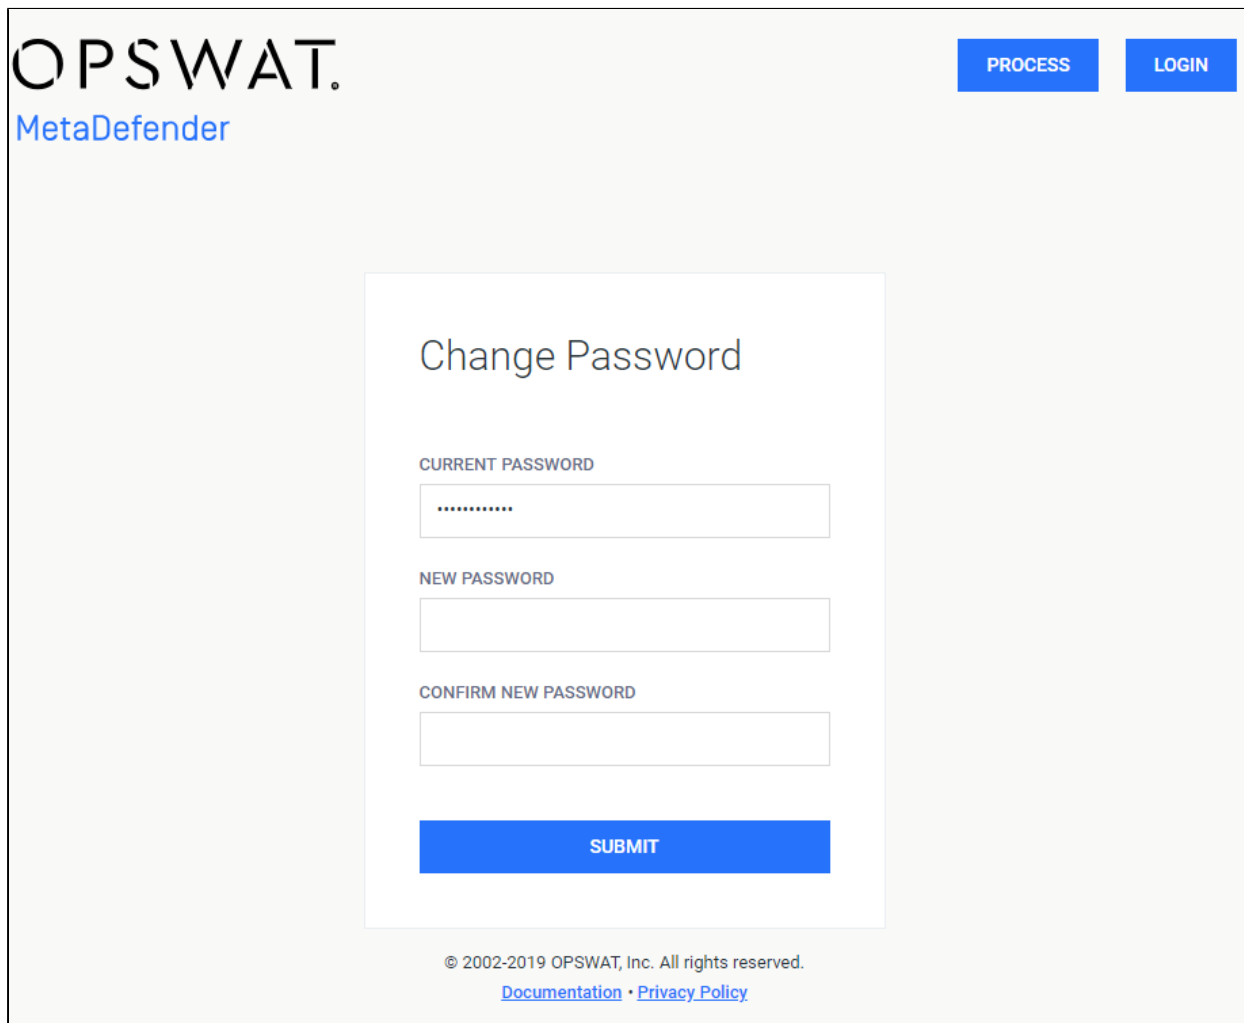 OPSWAT.
PROCESS
LOGIN
MetaDefender
Change Password
CURRENT PASSWORD
••••••••••••
NEW PASSWORD
CONFIRM NEW PASSWORD
SUBMIT
© 2002-2019 OPSWAT, Inc. All rights reserved.
Documentation • Privacy Policy